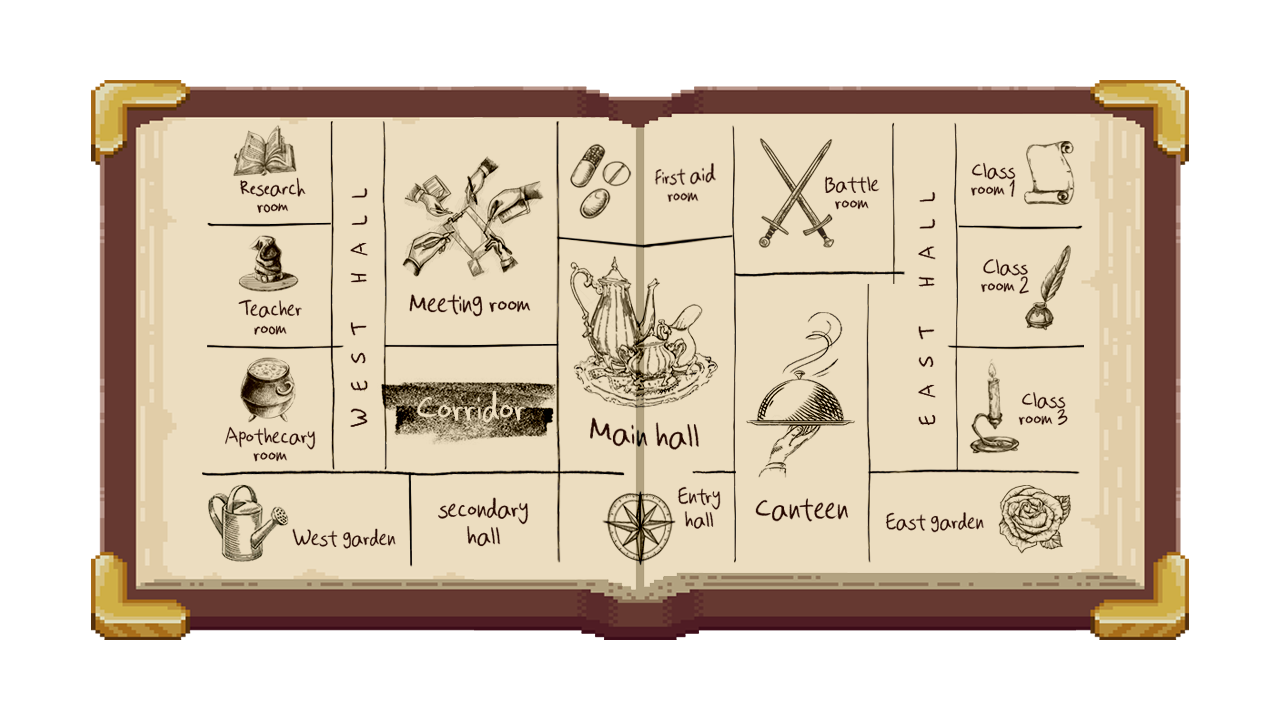 Research
room
Teacher
room
Apothecary
room
WEST HALL
Meeting room
Corridor
First aid
room
Main hall
Battle
room
EAST HALL
Class
room 1
Class
room 2
Class
room 3
West garden
secondary
hall
Entry
hall
Canteen
East garden